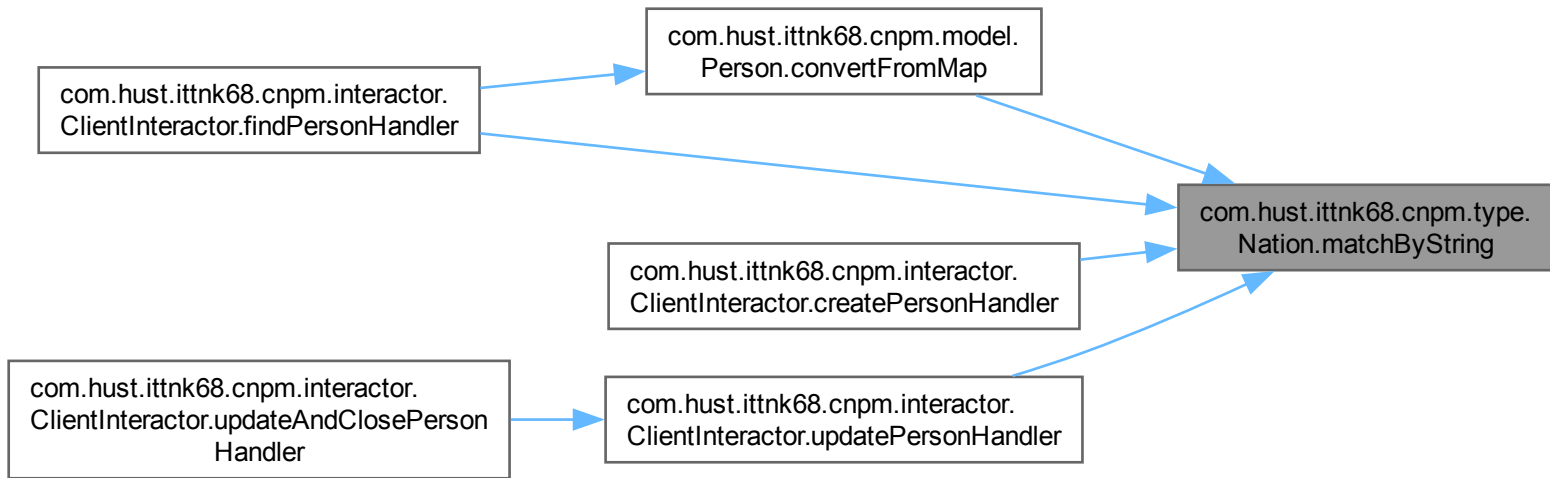 com.hust.ittnk68.cnpm.model.
Person.convertFromMap
com.hust.ittnk68.cnpm.interactor.
ClientInteractor.findPersonHandler
com.hust.ittnk68.cnpm.type.
Nation.matchByString
com.hust.ittnk68.cnpm.interactor.
ClientInteractor.createPersonHandler
com.hust.ittnk68.cnpm.interactor.
ClientInteractor.updateAndClosePerson
Handler
com.hust.ittnk68.cnpm.interactor.
ClientInteractor.updatePersonHandler